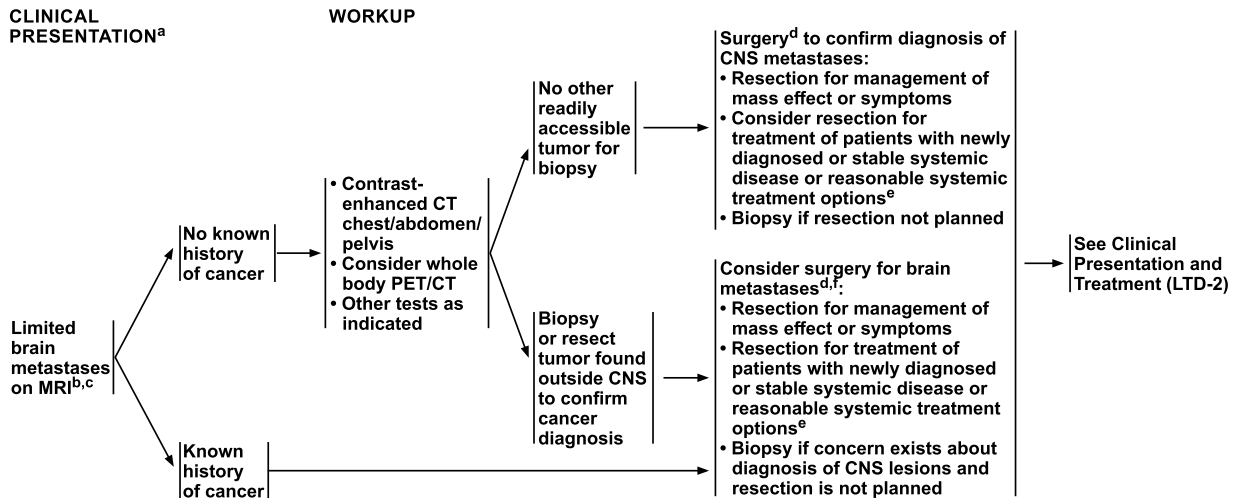 CLINICAL
PRESENTATIONa
WORKUP
Limited
brain
metastases
on MRIb,c
No known
history
of cancer
Known
history
of cancer
• Contrast-
enhanced CT
chest/abdomen/
pelvis
• Consider whole
body PET/CT
• Other tests as
indicated
No other
readily
accessible
tumor for
biopsy
Biopsy
or resect
tumor found
outside CNS
to confirm
cancer
diagnosis
Surgeryd to confirm diagnosis of
CNS metastases:
• Resection for management of
mass effect or symptoms
• Consider resection for
treatment of patients with newly
diagnosed or stable systemic
disease or reasonable systemic
treatment optionse
• Biopsy if resection not planned
Consider surgery for brain
metastasesd,f:
• Resection for management of
mass effect or symptoms
• Resection for treatment of
patients with newly diagnosed
or stable systemic disease or
reasonable systemic treatment
optionse
• Biopsy if concern exists about
diagnosis of CNS lesions and
resection is not planned
See Clinical
Presentation and
Treatment (LTD-2)